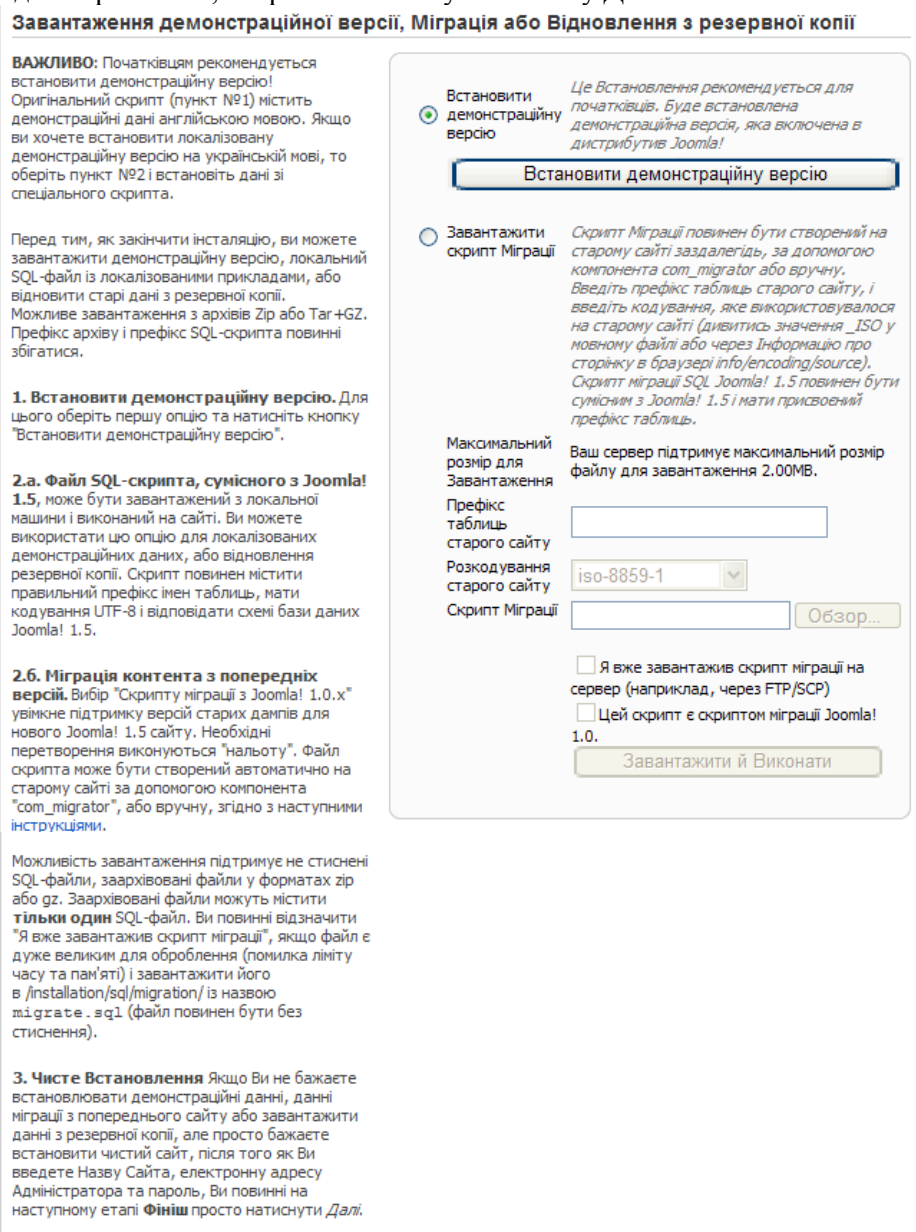 Завантаження демонстраційної версії, Міграція або Відновлення з резервної копії
ВАЖЛИВО: Початківцям рекомендується
встановити демонстраційну версію!
Оригінальний скрипт (пункт №1) містить
демонстраційні дані англійською мовою. Якщо
ви хочете встановити локалізовану
демонстраційну версію на українській мові, то
оберіть пункт №2 і встановіть дані зі
спеціального скрипта.
Перед тим, як закінчити інсталяцію, ви можете
завантажити демонстраційну версію, локальний
SQL-файл із локалізованими прикладами, або
відновити старі дані з резервної копії.
Можливе завантаження з архівів Zip або Tar+GZ.
Префікс архіву і префікс SQL-скрипта повинні
збігатися.
1. Встановити демонстраційну версію. Для
цього оберіть першу опцію та натисніть кнопку
"Встановити демонстраційну версію".
2.а. Файл SQL-скрипта, сумісного з Joomla!
1.5, може бути завантажений з локальної
машини і виконаний на сайті. Ви можете
використати цю опцію для локалізованих
демонстраційних даних, або відновлення
резервної копії. Скрипт повинен містити
правильний префікс імен таблиць, мати
кодування UTF-8 і відповідати схемі бази даних
Joomla! 1.5.
2.б. Міграція контента з попередніх
версій. Вибір "Скрипту міграції з Joomla! 1.0.x"
увімкне підтримку версій старих дампів для
нового Joomla! 1.5 сайту. Необхідні
перетворення виконуються "нальоту". Файл
скрипта може бути створений автоматично на
старому сайті за допомогою компонента
"com_migrator", або вручну, згідно з наступними
інструкціями.
Можливість завантаження підтримує не стиснені
SQL-файли, заархівовані файли у форматах zip
або gz. Заархівовані файли можуть містити
тільки один SQL-файл. Ви повинні відзначити
"Я вже завантажив скрипт міграції", якщо файл є
дуже великим для оброблення (помилка ліміту
часу та пам'яті) і завантажити його
в /installation/sql/migration/ із назвою
migrate.sql (файл повинен бути без
стиснення).
3. Чисте Встановлення Якщо Ви не бажаєте
встановлювати демонстраційні данні, данні
міграції з попереднього сайту або завантажити
данні з резервної копії, але просто бажаєте
встановити чистий сайт, після того як Ви
введете Назву Сайта, електронну адресу
Адміністратора та пароль, Ви повинні на
наступному етапі Фініш просто натиснути Далі.
Встановити
демонстраційну
версію
Це Встановлення рекомендується для
початківців. Буде встановлена
демонстраційна версія, яка включена в
дистрибутив Joomla!
Встановити демонстраційну версію
Завантажити
скрипт Міграції
Скрипт Міграції повинен бути створений на
старому сайті заздалегідь, за допомогою
компонента com_migrator або вручну.
Введіть префікс таблиць старого сайту, і
введіть кодування, яке використовувалося
на старому сайті (дивитись значення _ISO у
мовному файлі або через Інформацію про
сторінку в браузері info/encoding/source).
Скрипт міграції SQL Joomla! 1.5 повинен бути
сумісним з Joomla! 1.5 і мати присвоєний
префікс таблиць.
Максимальний
розмір для
Завантаження
Ваш сервер підтримує максимальний розмір
файлу для завантаження 2.00MB.
Префікс
таблиць
старого сайту
Розкодування
старого сайту
iso-8859-1
Скрипт Міграції
Обзор...
Я вже завантажив скрипт міграції на
сервер (наприклад, через FTP/SCP)
Цей скрипт є скриптом міграції Joomla!
1.0.
Завантажити й Виконати